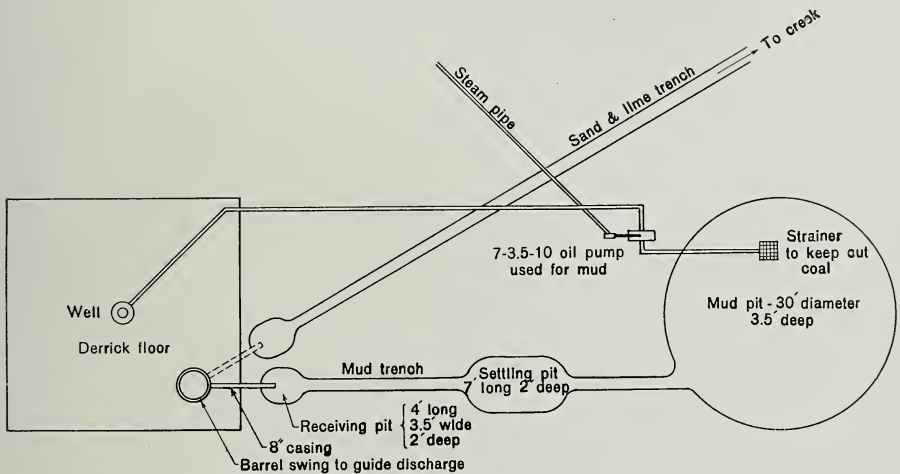 To creek
Steam pipe
Sand & lime trench
7-3.5-10 oil pump
used for mud
Strainer
to keep out
coal
Mud pit - 30′ diameter
3.5′ deep
Well
Derrick floor
Mud trench
Settling pit
7′ long 2′ deep
Receiving pit { 4′ long
3.5′ wide
2′ deep
8″ casing
Barrel swing to guide discharge